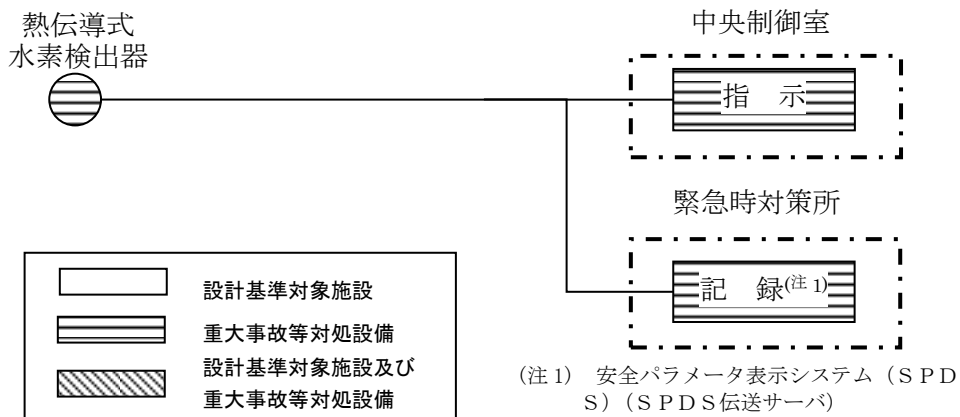 熱伝導式
水素検出器
中央制御室
指　示
緊急時対策所
記　録(注1)
設計基準対象施設
重大事故等対処設備
設計基準対象施設及び
重大事故等対処設備
(注1)　安全パラメータ表示システム（ＳＰＤ
Ｓ）（ＳＰＤＳ伝送サーバ）